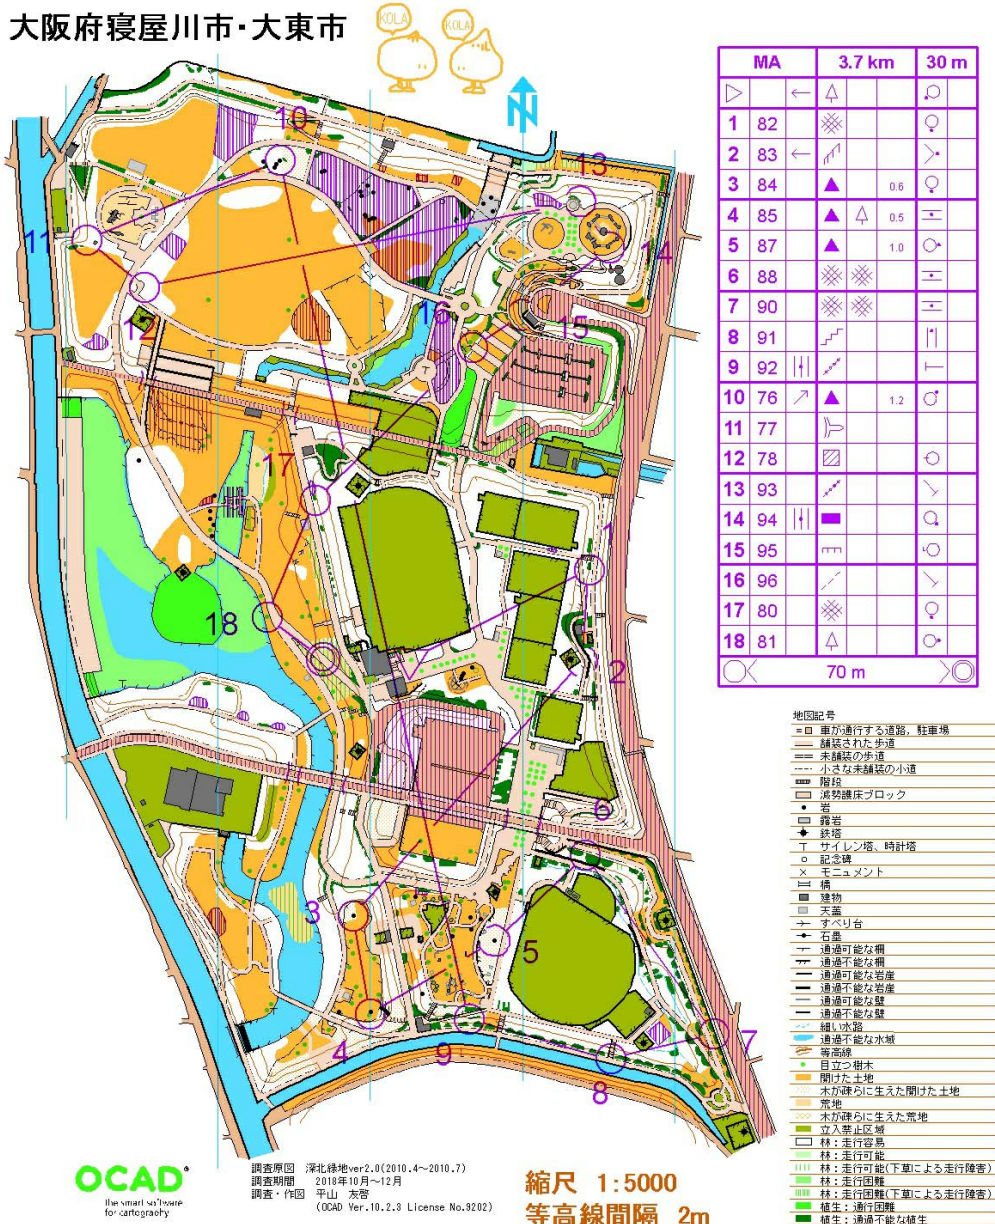 大阪府寝屋川市・大東市
KOLA
KOLA
N
MA 3.7 km 30 m
1 82
2 83
3 84 0.6
4 85 0.5
5 87 1.0
6 88
7 90
8 91
9 92
10 76 1.2
11 77
12 78
13 93
14 94
15 95
16 96
17 80
18 81
70 m
10
13
11
14
16
15
12
17
1
18
2
6
3
5
4
9
7
8
地図記号
車が通行する道路，駐車場
舗装された歩道
未舗装の歩道
小さな未舗装の小道
階段
減勢護床ブロック
岩
露岩
鉄塔
サイレン塔、時計塔
記念碑
モニュメント
橋
建物
天蓋
すべり台
石塁
通過可能な柵
通過不能な柵
通過可能な岩崖
通過不能な岩崖
通過可能な壁
通過不能な壁
細い水路
通過不能な水域
等高線
目立つ樹木
開けた土地
木が疎らに生えた開けた土地
荒地
木が疎らに生えた荒地
立入禁止区域
林：走行容易
林：走行可能
林：走行可能(下草による走行障害)
林：走行困難
林：走行困難(下草による走行障害)
植生：通行困難
植生：通過不能な植生
OCAD
the smart software
for cartography
調査原図 深北緑地ver2.0(2010.4～2010.7)
調査期間 2018年10月～12月
調査・作図 平山 友啓
(OCAD Ver.10.2.3 License No.9202)
縮尺 1:5000
等高線間隔 2m